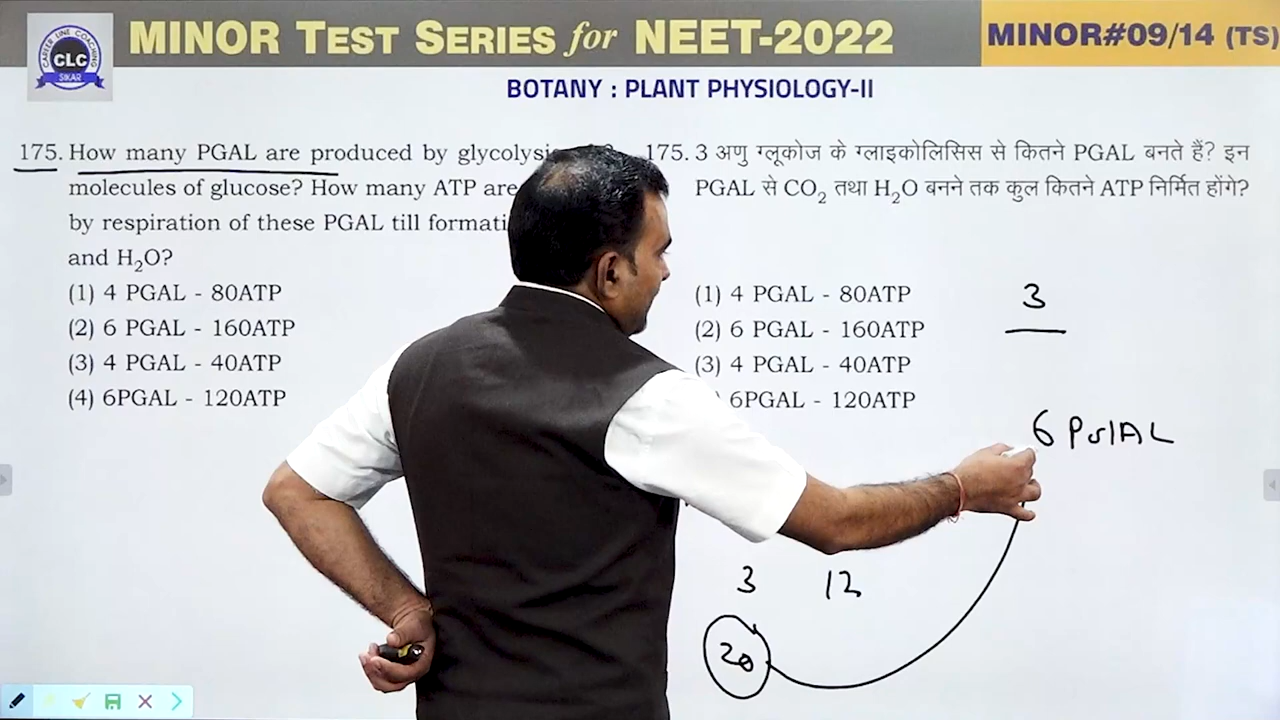 CAREER LINE COACHING
CLC
SIKAR
MINOR TEST SERIES for NEET-2022
MINOR#09/14 (TS)
BOTANY : PLANT PHYSIOLOGY-II
175. How many PGAL are produced by glycolysis
molecules of glucose? How many ATP are
by respiration of these PGAL till
and H₂O?
(1) 4 PGAL - 80ATP
(2) 6 PGAL - 160ATP
(3) 4 PGAL - 40ATP
(4) 6PGAL - 120ATP
175. 3 अणु ग्लूकोज के ग्लाइकोलिसिस से कितने PGAL बनते हैं? इन
PGAL से CO₂ तथा H₂O बनने तक कुल कितने ATP निर्मित होंगे?
(1) 4 PGAL - 80ATP
(2) 6 PGAL - 160ATP
(3) 4 PGAL - 40ATP
6PGAL - 120ATP
3
6 PGAL
3 12
20